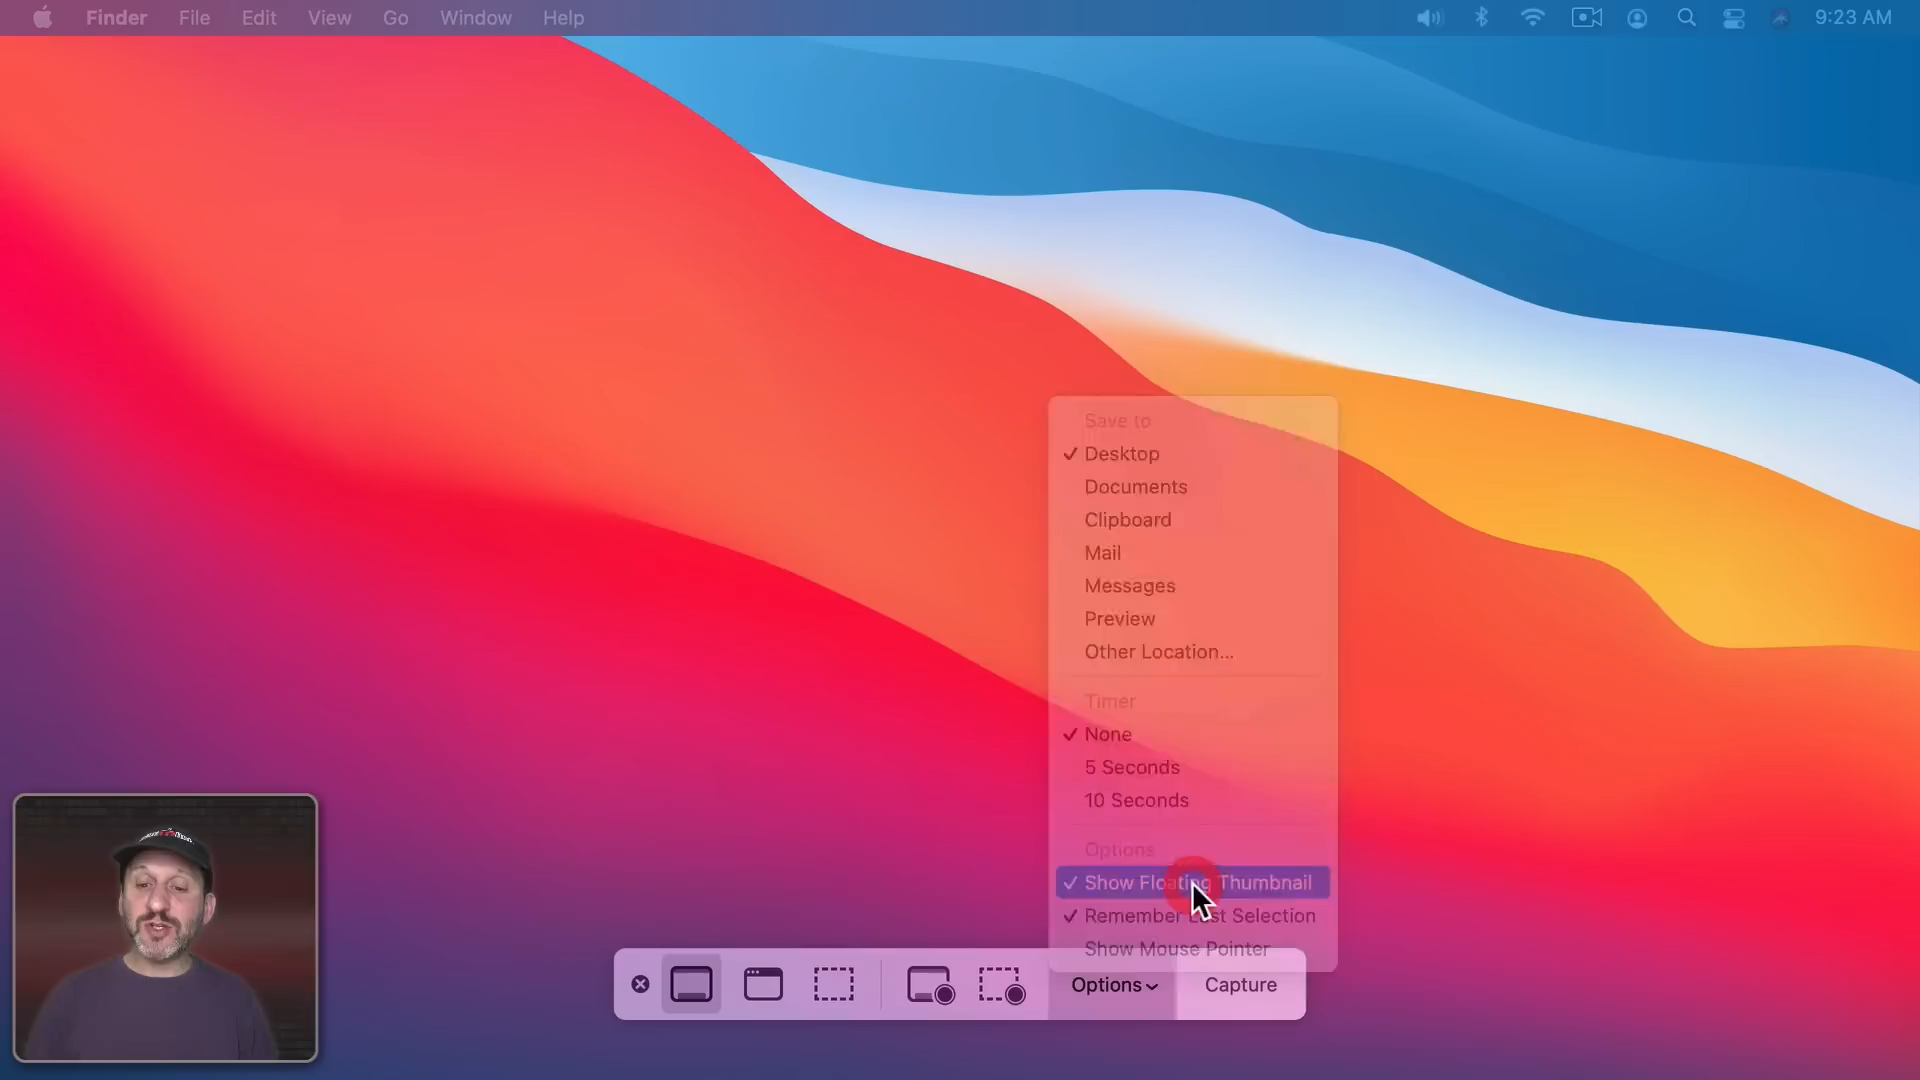 Finder File Edit View Go Window Help 9:23 AM
Save to
✓ Desktop
Documents
Clipboard
Mail
Messages
Preview
Other Location...
Timer
✓ None
5 Seconds
10 Seconds
Options
✓ Show Floating Thumbnail
✓ Remember Last Selection
Show Mouse Pointer
Options Capture